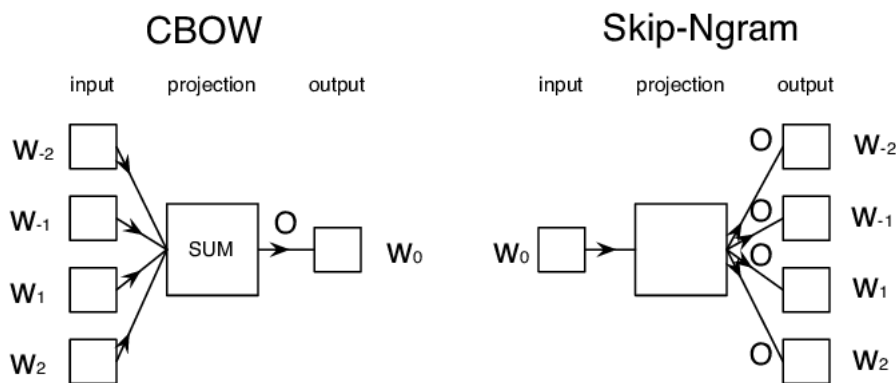 CBOW
input projection output
w-2
w-1
w1
w2
SUM
O
w0
Skip-Ngram
input projection output
w0
O
O
O
O
w-2
w-1
w1
w2